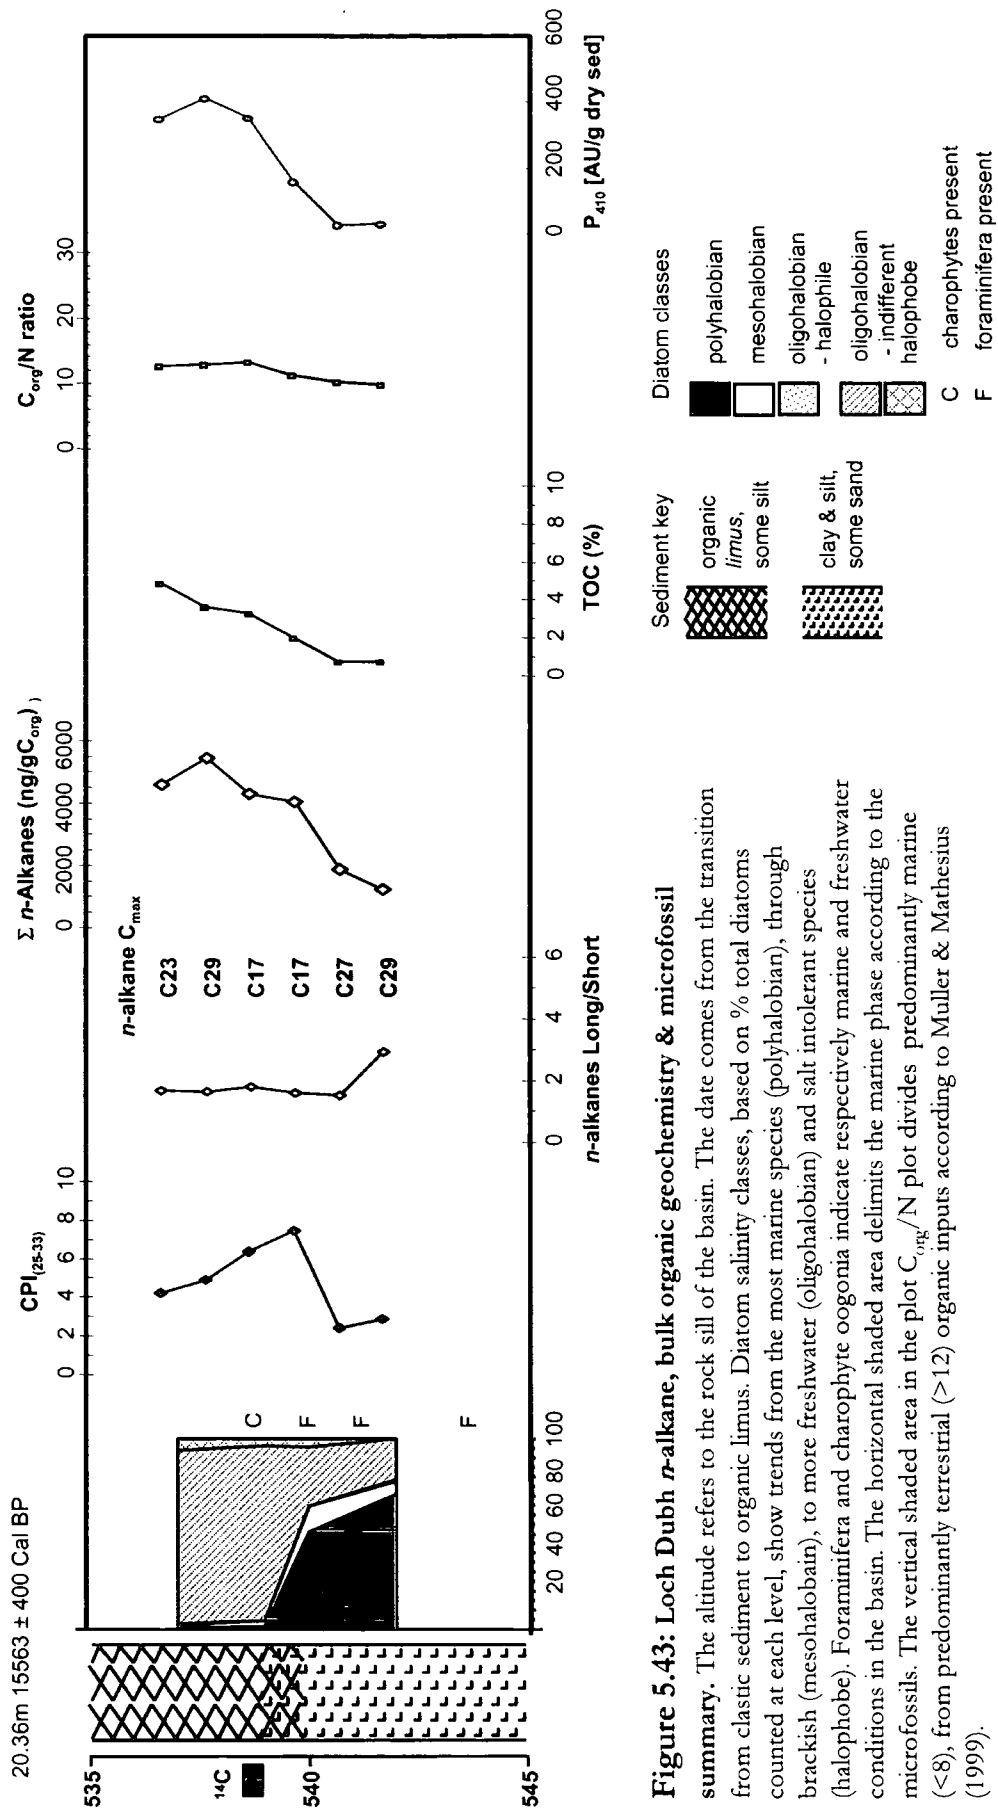 20.36m 15563 ± 400 Cal BP
CPI(25-33)
0 2 4 6 8 10
n-alkane Cmax
C23
C29
C17
C17
C27
C29
Σ n-Alkanes (ng/gCorg)
0 2000 4000 6000
Corg/N ratio
0 10 20 30
535
14C
540
545
C
F
F
F
20 40 60 80 100
0 2 4 6
n-alkanes Long/Short
0 2 4 6 8 10
TOC (%)
0 200 400 600
P410 [AU/g dry sed]
Sediment key
organic
limus,
some silt
clay & silt,
some sand
Diatom classes
polyhalobian
mesohalobian
oligohalobian
- halophile
oligohalobian
- indifferent
halophobe
C charophytes present
F foraminifera present
Figure 5.43: Loch Dubh n-alkane, bulk organic geochemistry & microfossil
summary. The altitude refers to the rock sill of the basin. The date comes from the transition
from clastic sediment to organic limus. Diatom salinity classes, based on % total diatoms
counted at each level, show trends from the most marine species (polyhalobian), through
brackish (mesohalobain), to more freshwater (oligohalobian) and salt intolerant species
(halophobe). Foraminifera and charophyte oogonia indicate respectively marine and freshwater
conditions in the basin. The horizontal shaded area delimits the marine phase according to the
microfossils. The vertical shaded area in the plot Corg/N plot divides predominantly marine
(<8), from predominantly terrestrial (>12) organic inputs according to Muller & Mathesius
(1999).